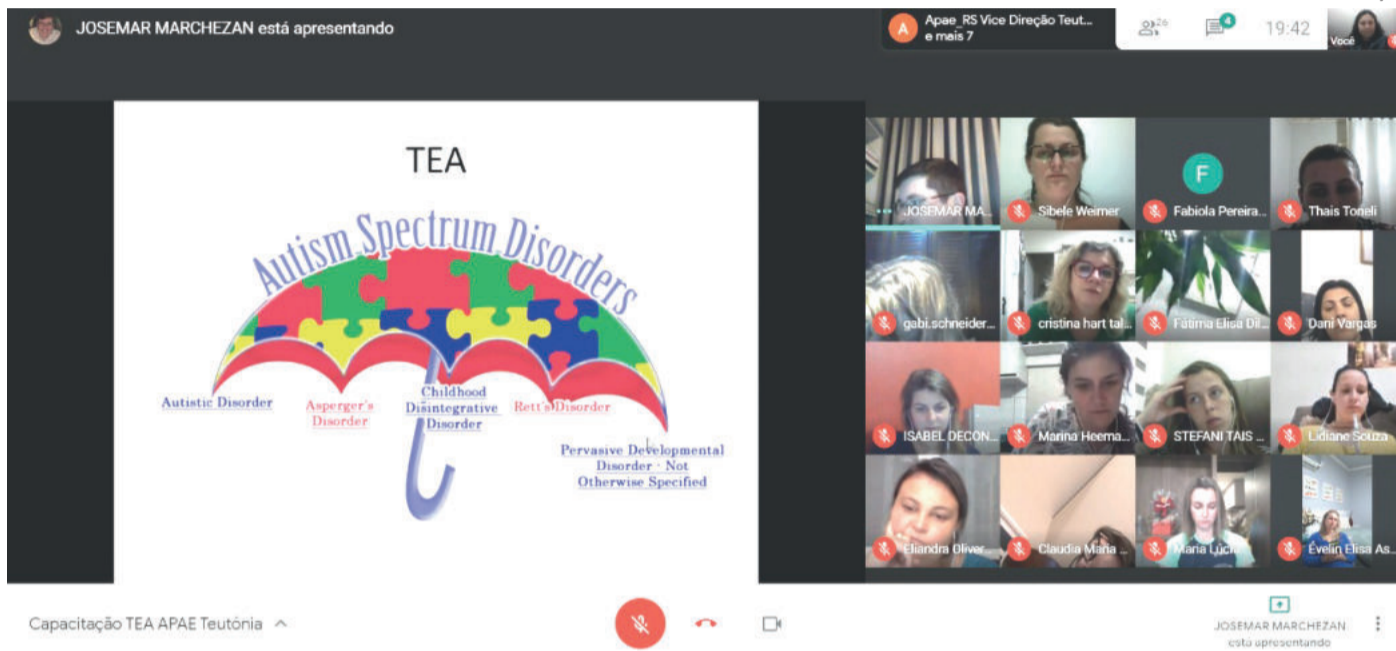 JOSEMAR MARCHEZAN está apresentando
A
Apae_RS Vice Direção Teut...
e mais 7
26
4
19:42
Você
TEA
Autism Spectrum Disorders
Autistic Disorder
Asperger's
Disorder
Childhood
Disintegrative
Disorder
Rett's Disorder
Pervasive Developmental
Disorder · Not
Otherwise Specified
JOSEMAR MA...
Sibele Weimer
F
Fabiola Pereira...
Thais Toneli
gabi.schneider...
cristina hart tal...
Fátima Elisa Dil...
Dani Vargas
ISABEL DECON...
Marina Heema...
STEFANI TAIS ...
Lidiane Souza
Eliandra Oliver...
Claudia Maria ...
Maria Lúcia
Évelin Elisa As...
Capacitação TEA APAE Teutônia
JOSEMAR MARCHEZAN
está apresentando